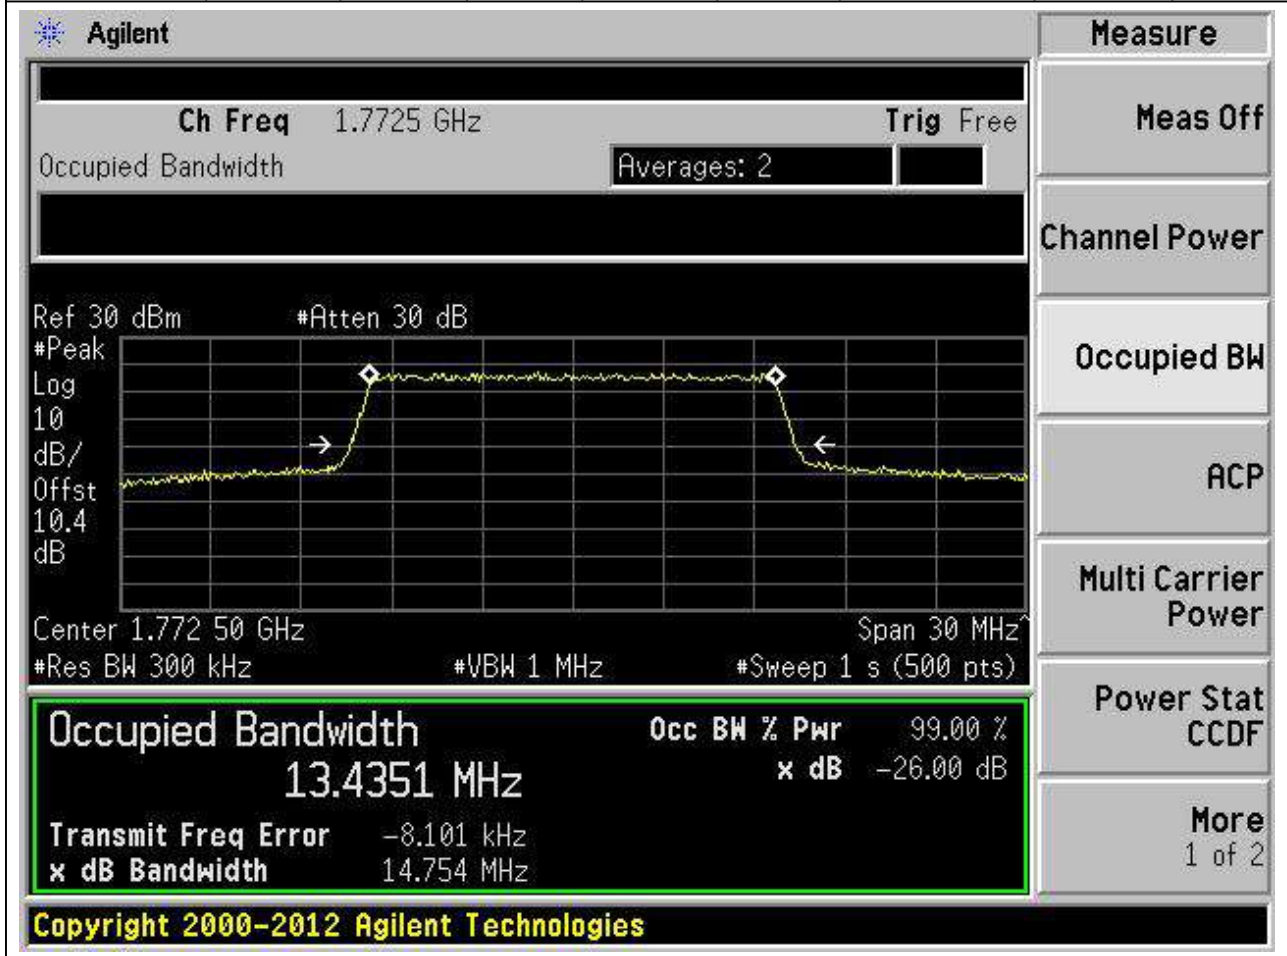 Agilent
Measure
Ch Freq 1.7725 GHz Trig Free
Meas Off
Occupied Bandwidth Averages: 2
Channel Power
Ref 30 dBm #Atten 30 dB
#Peak
Log
10
dB/
Offst
10.4
dB
Occupied BW
ACP
Multi Carrier
Power
Center 1.772 50 GHz Span 30 MHz^
#Res BW 300 kHz #VBW 1 MHz #Sweep 1 s (500 pts)
Power Stat
CCDF
Occupied Bandwidth Occ BW % Pwr 99.00 %
13.4351 MHz x dB -26.00 dB
Transmit Freq Error -8.101 kHz
x dB Bandwidth 14.754 MHz
More
1 of 2
Copyright 2000-2012 Agilent Technologies